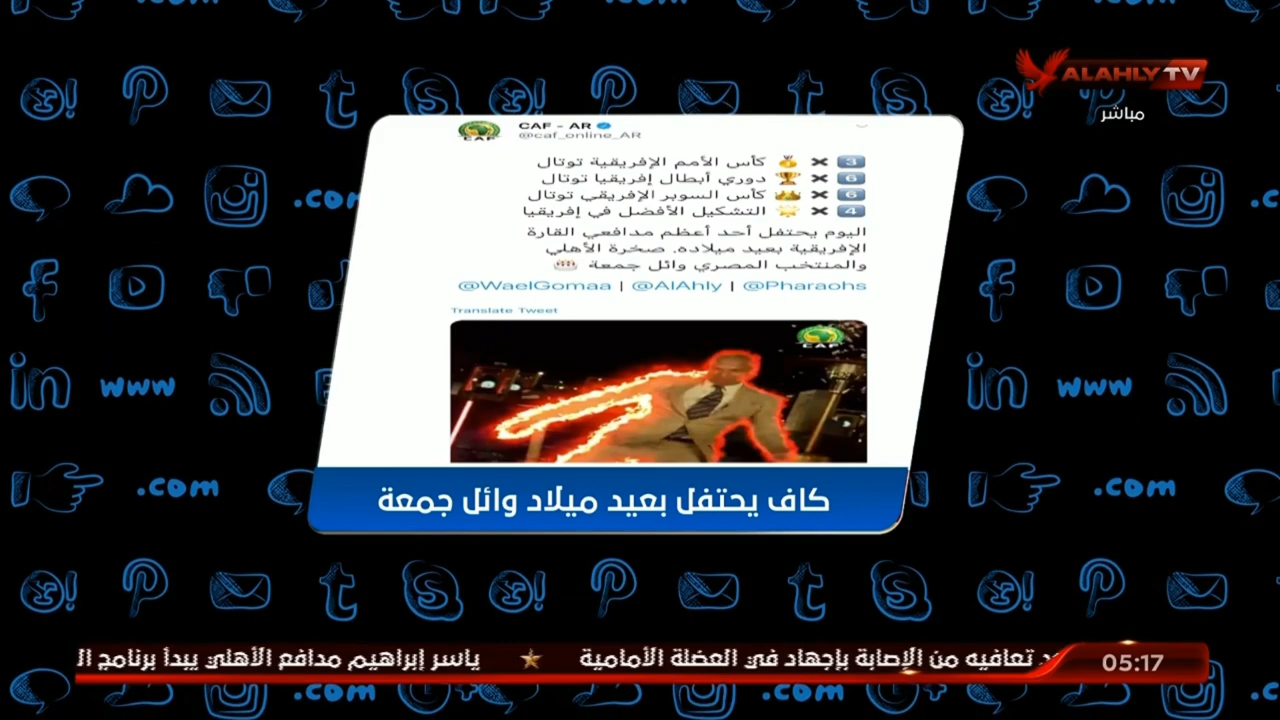 ALAHLY TV
مباشر
CAF - AR
@caf_online_AR
3️⃣ ✖ 🥇 كأس الأمم الإفريقية توتال
6️⃣ ✖ 🏆 دوري أبطال إفريقيا توتال
6️⃣ ✖ 👑 كأس السوبر الإفريقي توتال
4️⃣ ✖ 🌟 التشكيل الأفضل في إفريقيا
اليوم يحتفل أحد أعظم مدافعي القارة
الإفريقية بعيد ميلاده. صخرة الأهلي
والمنتخب المصري وائل جمعة 🎂
@WaelGomaa | @AlAhly | @Pharaohs
Translate Tweet
CAF
كاف يحتفل بعيد ميلاد وائل جمعة
تعافيه من الإصابة بإجهاد في العضلة الأمامية ★ ياسر إبراهيم مدافع الأهلي يبدأ برنامج
05:17
.com
www
in